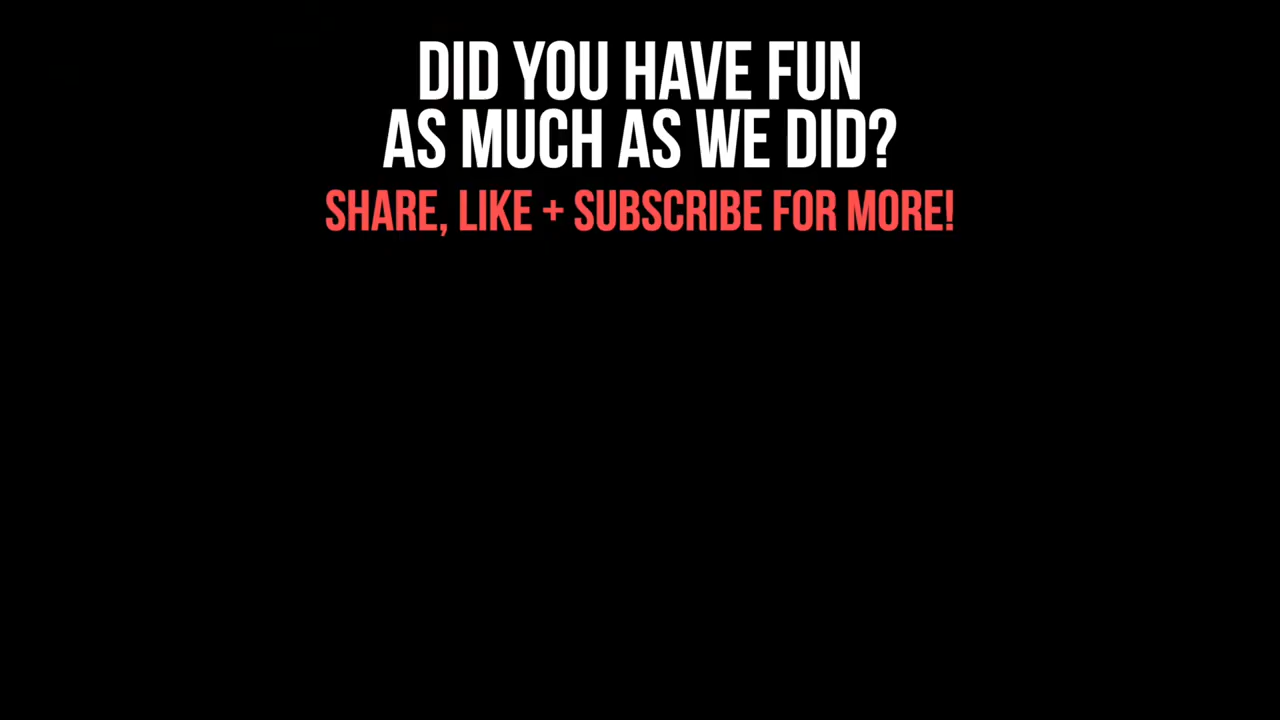 DID YOU HAVE FUN
AS MUCH AS WE DID?
SHARE, LIKE + SUBSCRIBE FOR MORE!